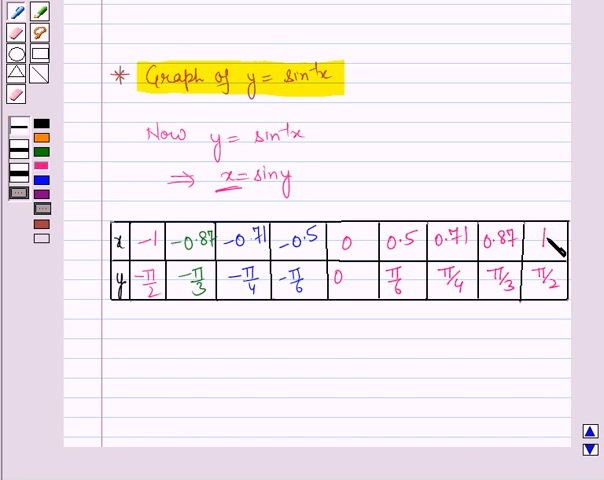 * Graph of y = sin⁻¹x
Now y = sin⁻¹x
⇒ x = sin y
x -1 -0.87 -0.71 -0.5 0 0.5 0.71 0.87 1
y -π/2 -π/3 -π/4 -π/6 0 π/6 π/4 π/3 π/2